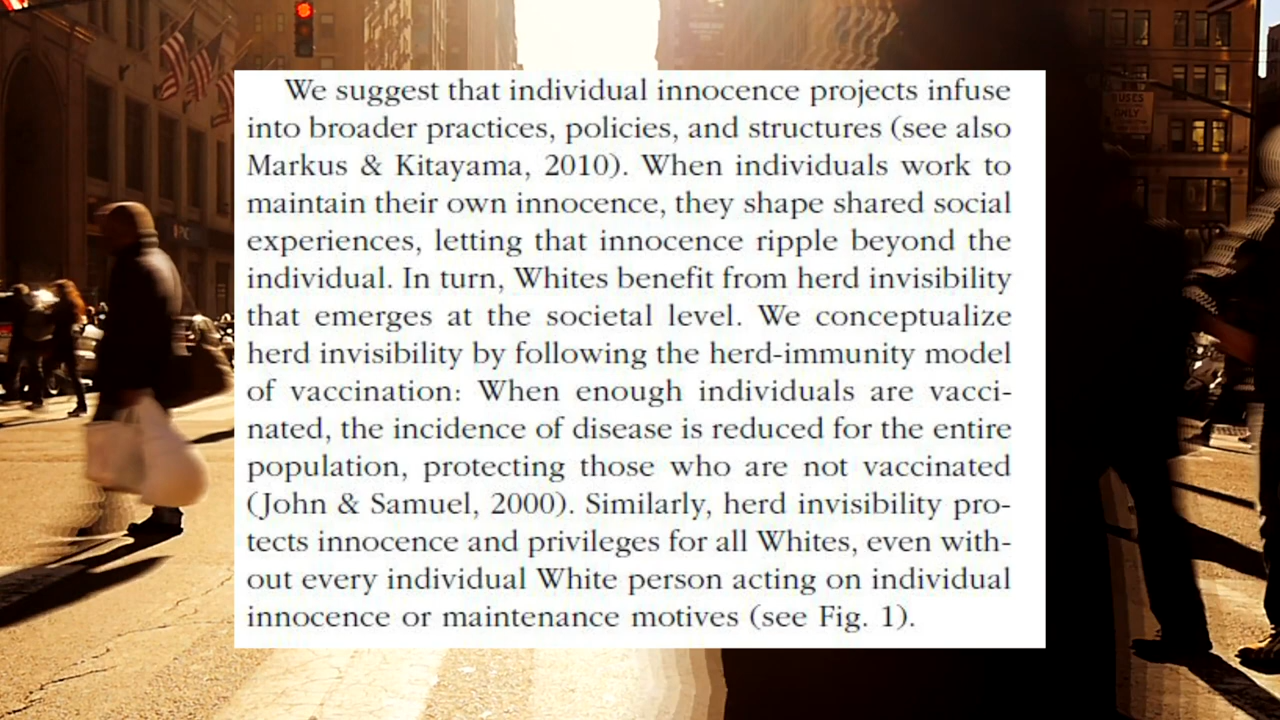 BUSES
ONLY
We suggest that individual innocence projects infuse
into broader practices, policies, and structures (see also
Markus & Kitayama, 2010). When individuals work to
maintain their own innocence, they shape shared social
experiences, letting that innocence ripple beyond the
individual. In turn, Whites benefit from herd invisibility
that emerges at the societal level. We conceptualize
herd invisibility by following the herd-immunity model
of vaccination: When enough individuals are vacci-
nated, the incidence of disease is reduced for the entire
population, protecting those who are not vaccinated
(John & Samuel, 2000). Similarly, herd invisibility pro-
tects innocence and privileges for all Whites, even with-
out every individual White person acting on individual
innocence or maintenance motives (see Fig. 1).